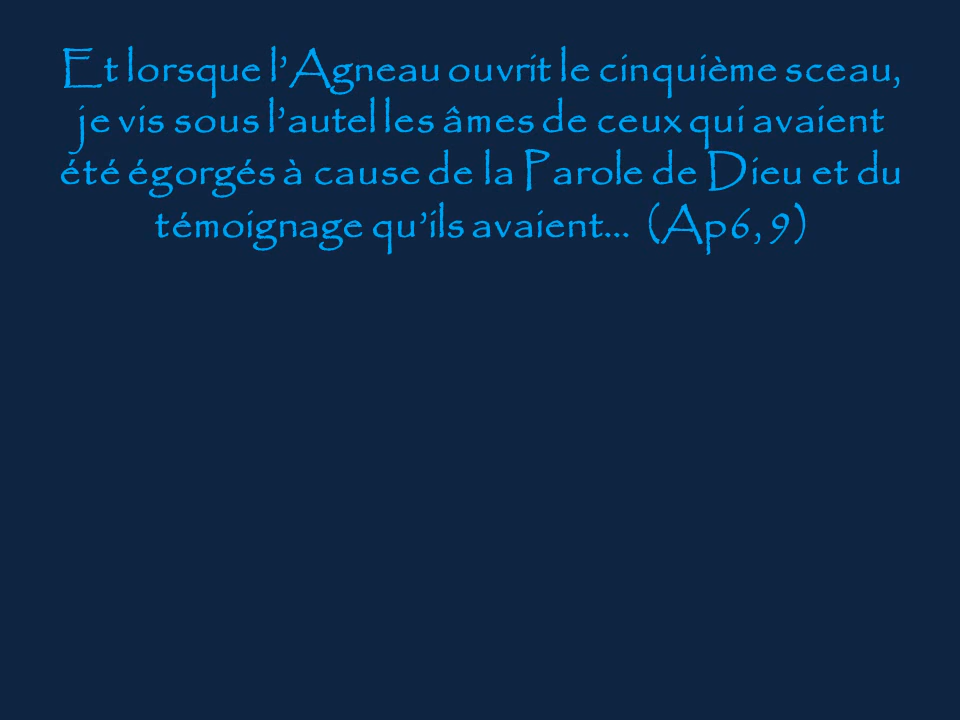 Et lorsque l’Agneau ouvrit le cinquième sceau,
je vis sous l’autel les âmes de ceux qui avaient
été égorgés à cause de la Parole de Dieu et du
témoignage qu’ils avaient… (Ap6, 9)